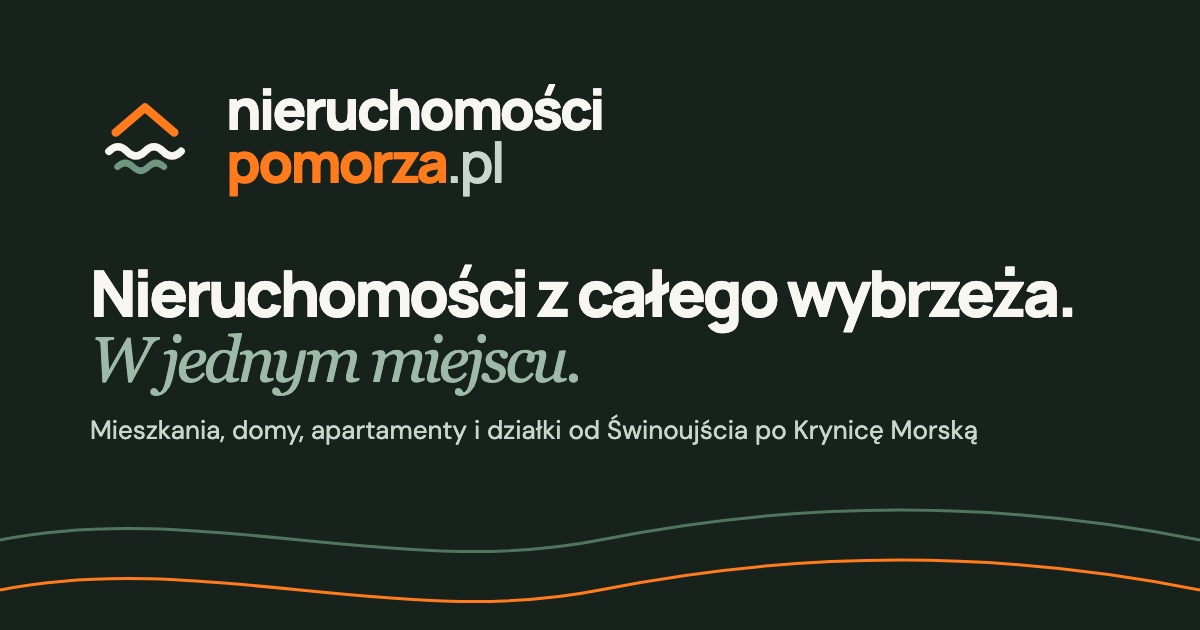 nieruchomości
pomorza.pl
Nieruchomości z całego wybrzeża.
W jednym miejscu.
Mieszkania, domy, apartamenty i działki od Świnoujścia po Krynicę Morską